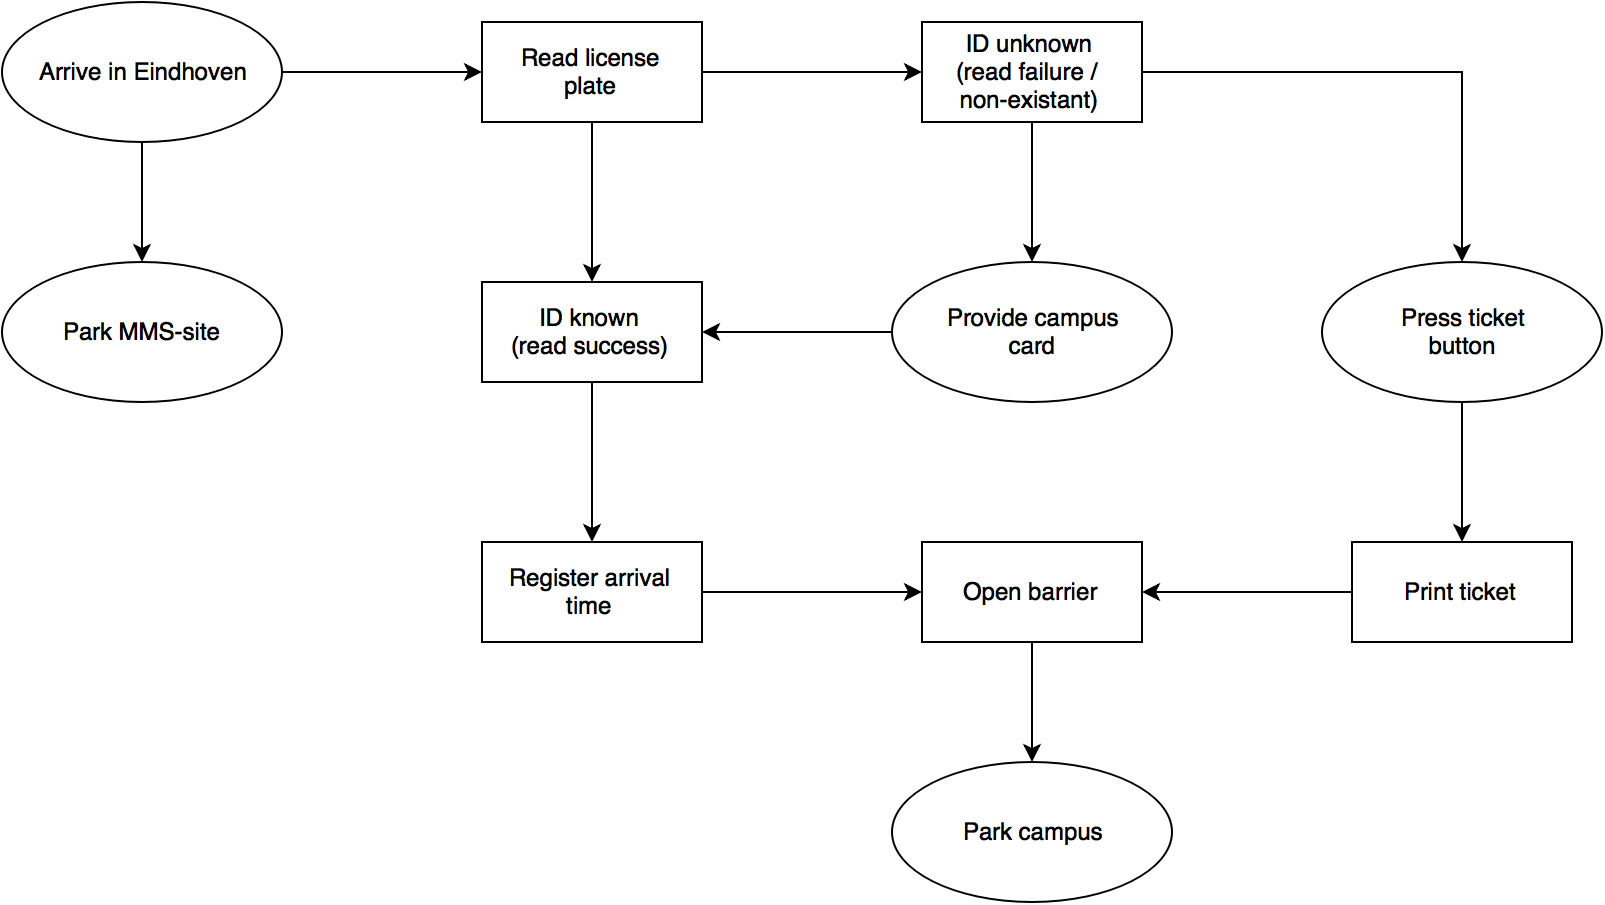 Arrive in Eindhoven
Read license
plate
ID unknown
(read failure /
non-existant)
Park MMS-site
ID known
(read success)
Provide campus
card
Press ticket
button
Register arrival
time
Open barrier
Print ticket
Park campus